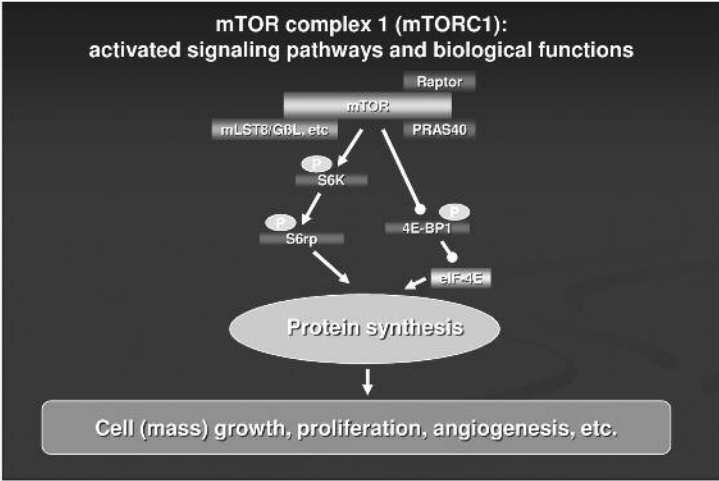 mTOR complex 1 (mTORC1):
activated signaling pathways and biological functions
Raptor
mTOR
mLST8/GßL, etc
PRAS40
P
S6K
P
S6rp
P
4E-BP1
eIF-4E
Protein synthesis
Cell (mass) growth, proliferation, angiogenesis, etc.